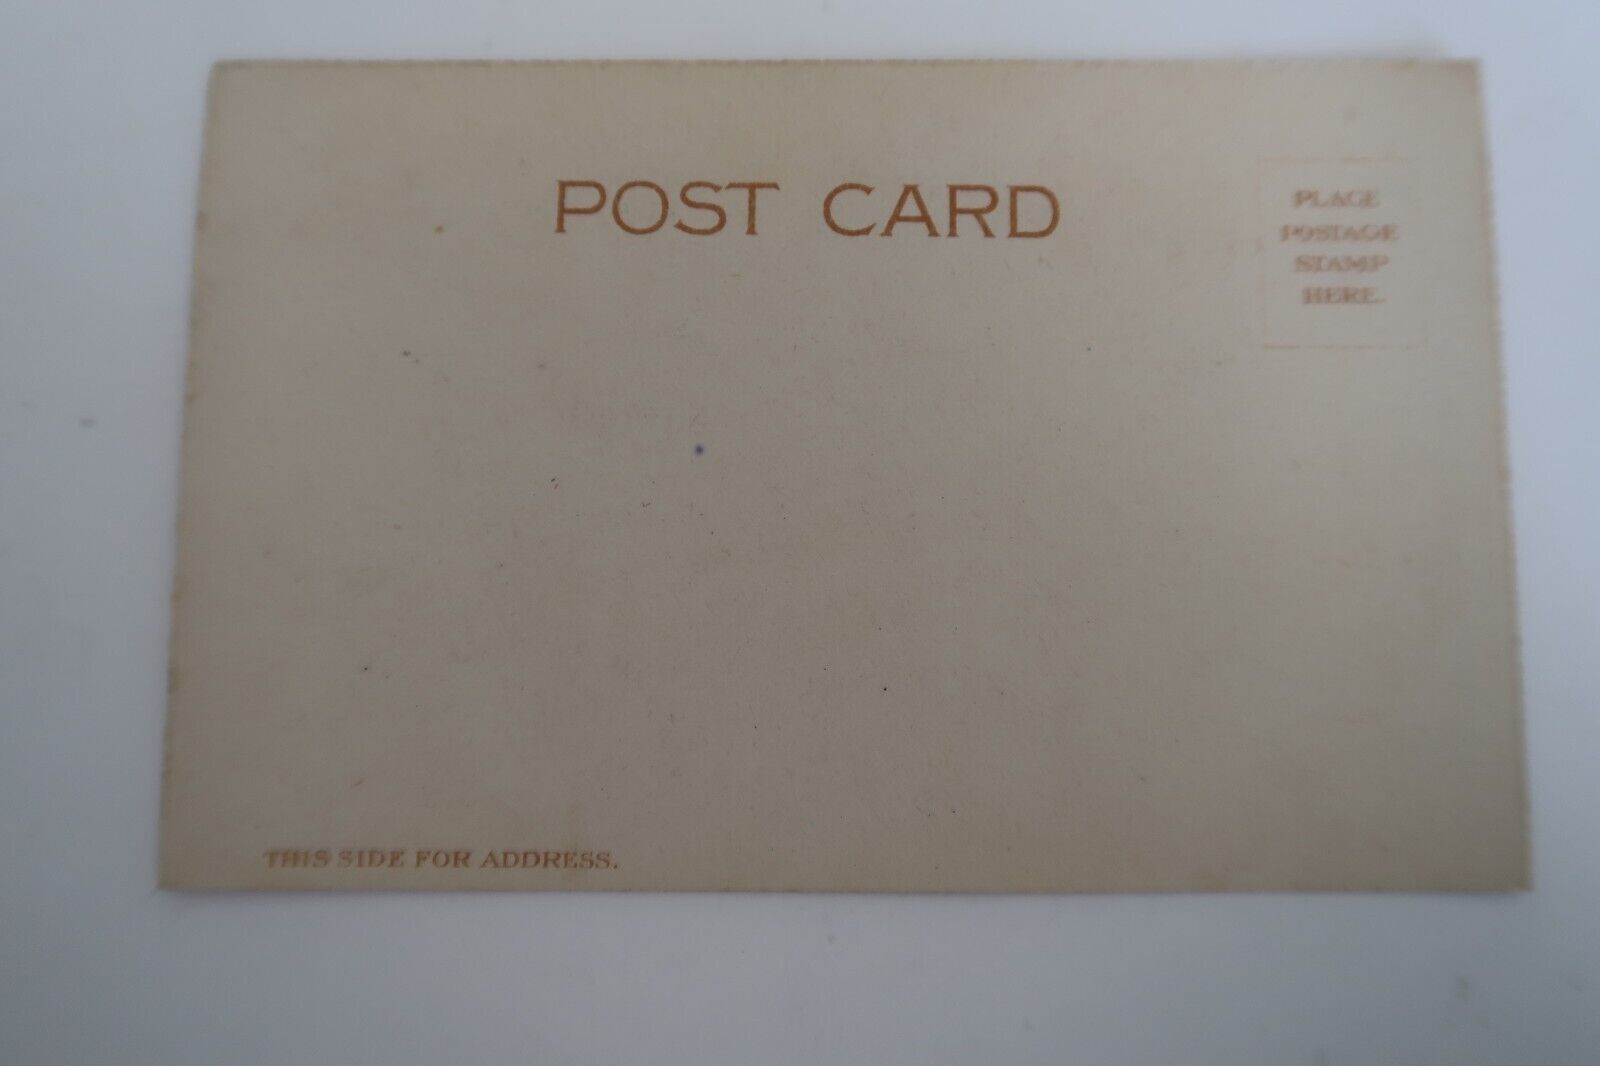 POST CARD
PLACE
POSTAGE
STAMP
HERE.
THIS SIDE FOR ADDRESS.